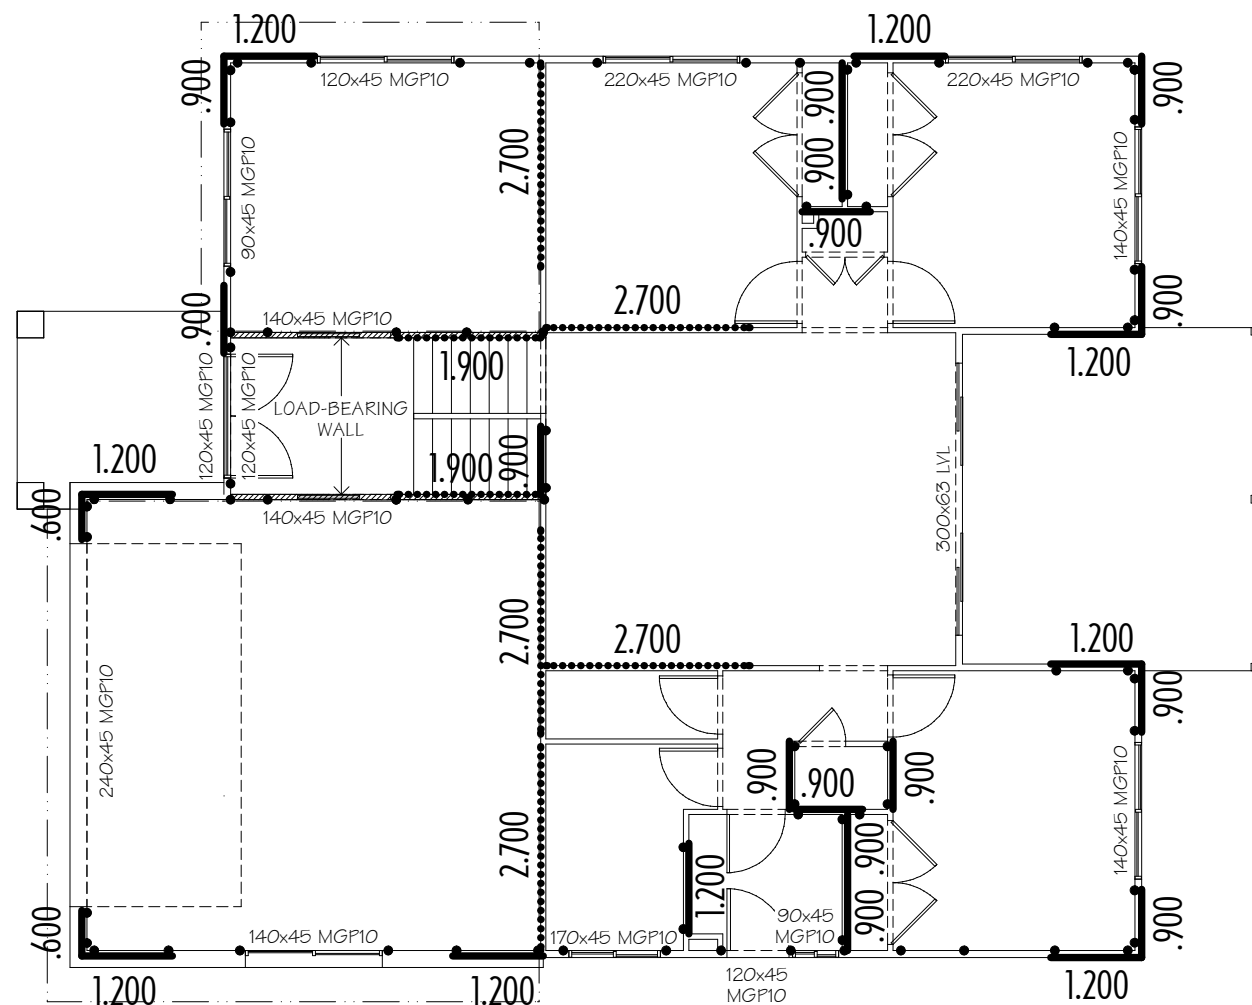 1.200
1.200
.900
120x45 MGP10
220x45 MGP10
.900
220x45 MGP10
.900
2.700
.900
90x45 MGP10
140x45 MGP10
.900
2.700
.900
.900
140x45 MGP10
1.900
1.200
120x45 MGP10
120x45 MGP10
LOAD-BEARING
WALL
1.200
1.900
.900
300x63 LVL
.600
140x45 MGP10
2.700
2.700
1.200
.900
240x45 MGP10
.900
.900
.900
140x45 MGP10
2.700
1.200
.900
.900
90x45
MGP10
.900
.600
140x45 MGP10
170x45 MGP10
120x45
MGP10
1.200
1.200
1.200